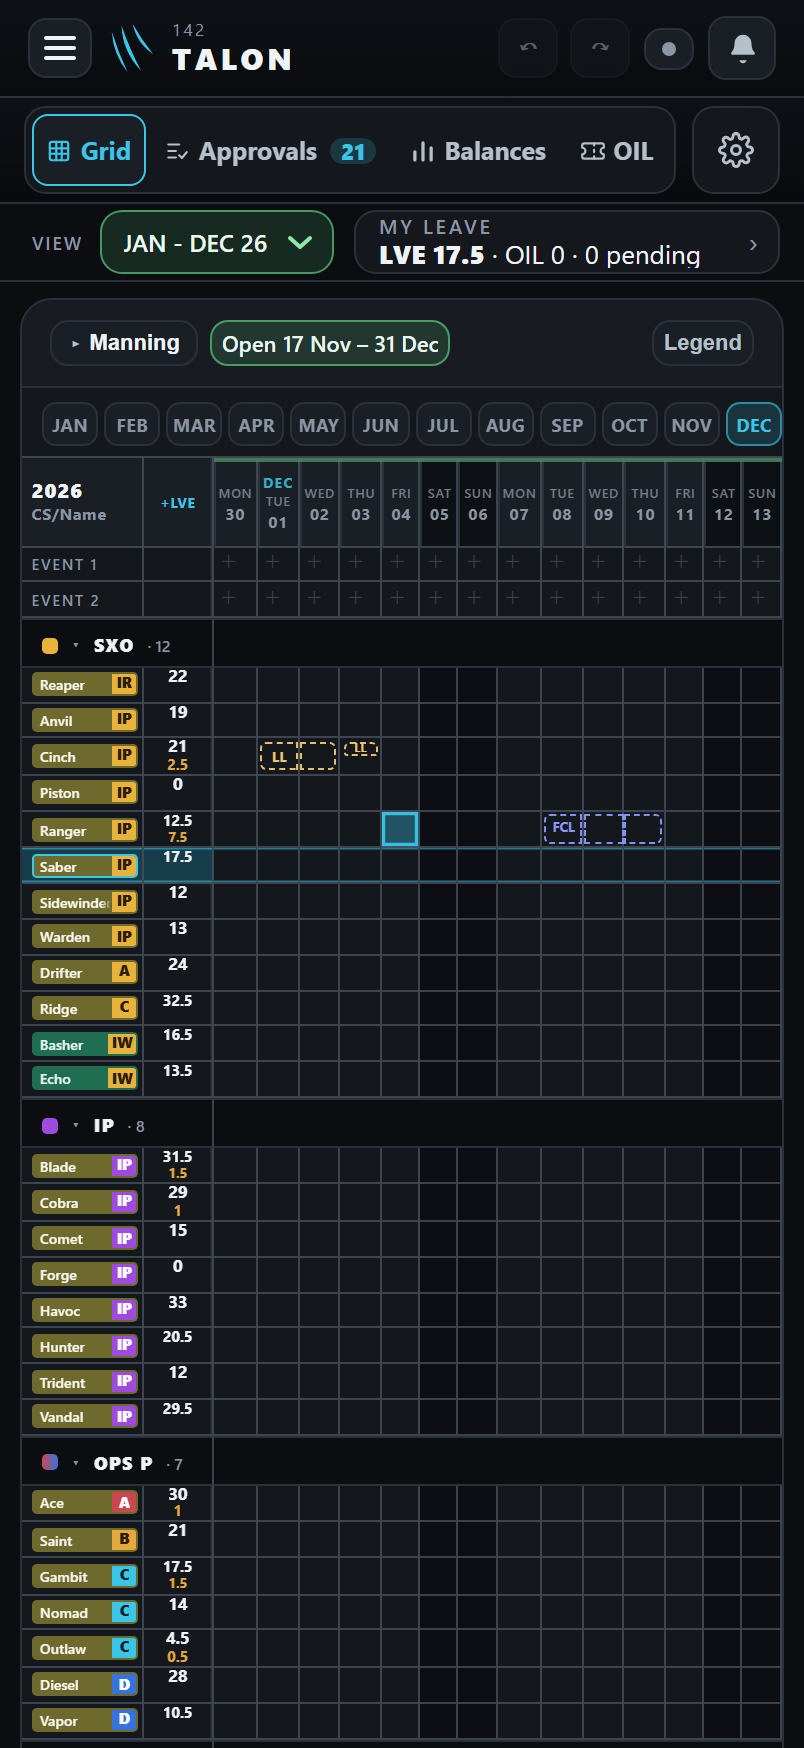 142
TALON
Grid
Approvals 21
Balances
OIL
VIEW
JAN - DEC 26
MY LEAVE
LVE 17.5 · OIL 0 · 0 pending
Manning
Open 17 Nov – 31 Dec
Legend
JAN FEB MAR APR MAY JUN JUL AUG SEP OCT NOV DEC
2026
CS/Name
+LVE
MON 30
DEC TUE 01
WED 02
THU 03
FRI 04
SAT 05
SUN 06
MON 07
TUE 08
WED 09
THU 10
FRI 11
SAT 12
SUN 13
EVENT 1 + + + + + + + + + + + + + +
EVENT 2 + + + + + + + + + + + + + +
SXO · 12
Reaper IR 22
Anvil IP 19
Cinch IP 21 2.5 LL LL
Piston IP 0
Ranger IP 12.5 7.5 FCL
Saber IP 17.5
Sidewinder IP 12
Warden IP 13
Drifter A 24
Ridge C 32.5
Basher IW 16.5
Echo IW 13.5
IP · 8
Blade IP 31.5 1.5
Cobra IP 29 1
Comet IP 15
Forge IP 0
Havoc IP 33
Hunter IP 20.5
Trident IP 12
Vandal IP 29.5
OPS P · 7
Ace A 30 1
Saint B 21
Gambit C 17.5 1.5
Nomad C 14
Outlaw C 4.5 0.5
Diesel D 28
Vapor D 10.5